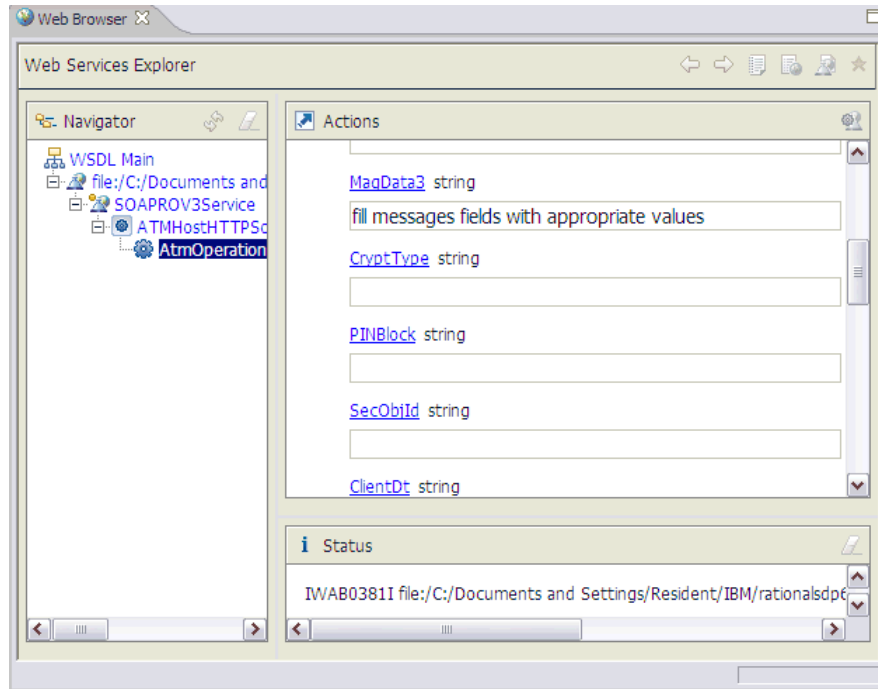 Web Browser
Web Services Explorer
Navigator
WSDL Main
file:/C:/Documents and
SOAPROV3Service
ATMHostHTTPSo
AtmOperation
Actions
MagData3 string
fill messages fields with appropriate values
CryptType string
PINBlock string
SecObjId string
ClientDt string
i Status
IWAB0381I file:/C:/Documents and Settings/Resident/IBM/rationalsdp6